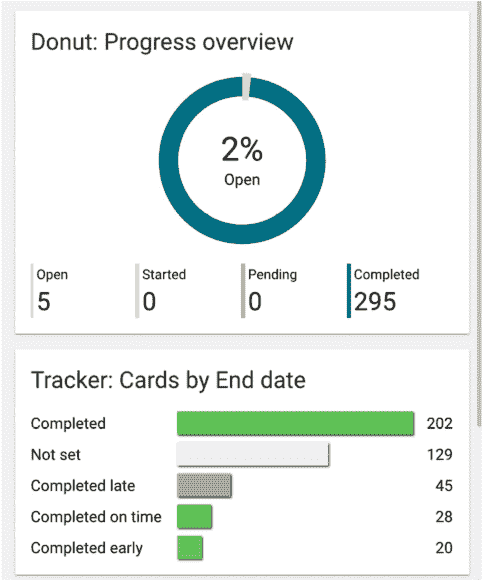 Donut: Progress overview
2%
Open
Open
Started
Pending
Completed
5
0
0
295
Tracker: Cards by End date
Completed 202
Not set 129
Completed late 45
Completed on time 28
Completed early 20